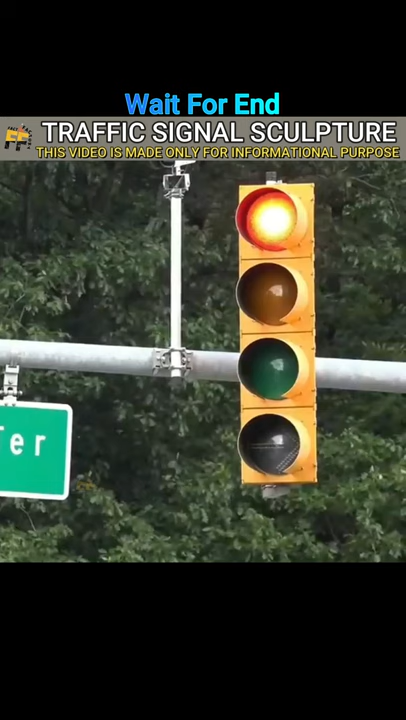 Wait For End
TRAFFIC SIGNAL SCULPTURE
THIS VIDEO IS MADE ONLY FOR INFORMATIONAL PURPOSE
er